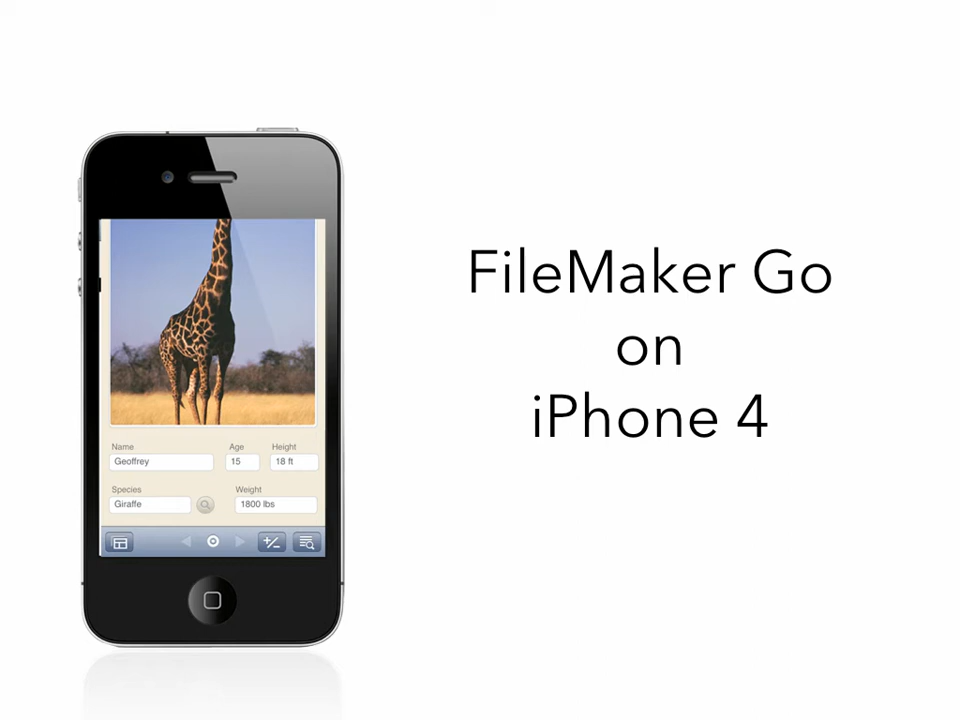 FileMaker Go
on
iPhone 4
Name Age Height
Geoffrey 15 18 ft
Species Weight
Giraffe 1800 lbs
+/−